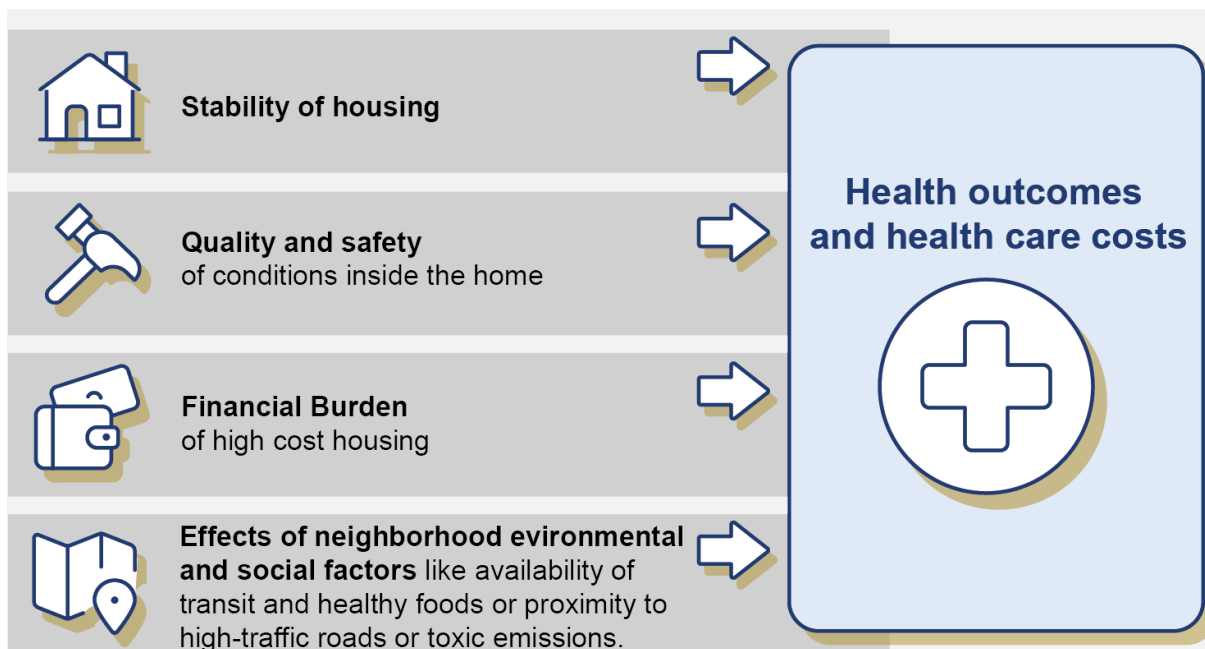 Stability of housing
Quality and safety
of conditions inside the home
Financial Burden
of high cost housing
Effects of neighborhood evironmental
and social factors like availability of
transit and healthy foods or proximity to
high-traffic roads or toxic emissions.
Health outcomes
and health care costs